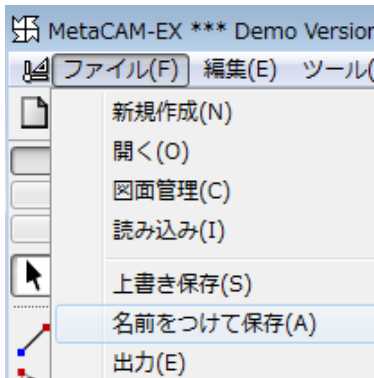 MetaCAM-EX *** Demo Version
ファイル(F) 編集(E) ツール(
新規作成(N)
開く(O)
図面管理(C)
読み込み(I)
上書き保存(S)
名前をつけて保存(A)
出力(E)